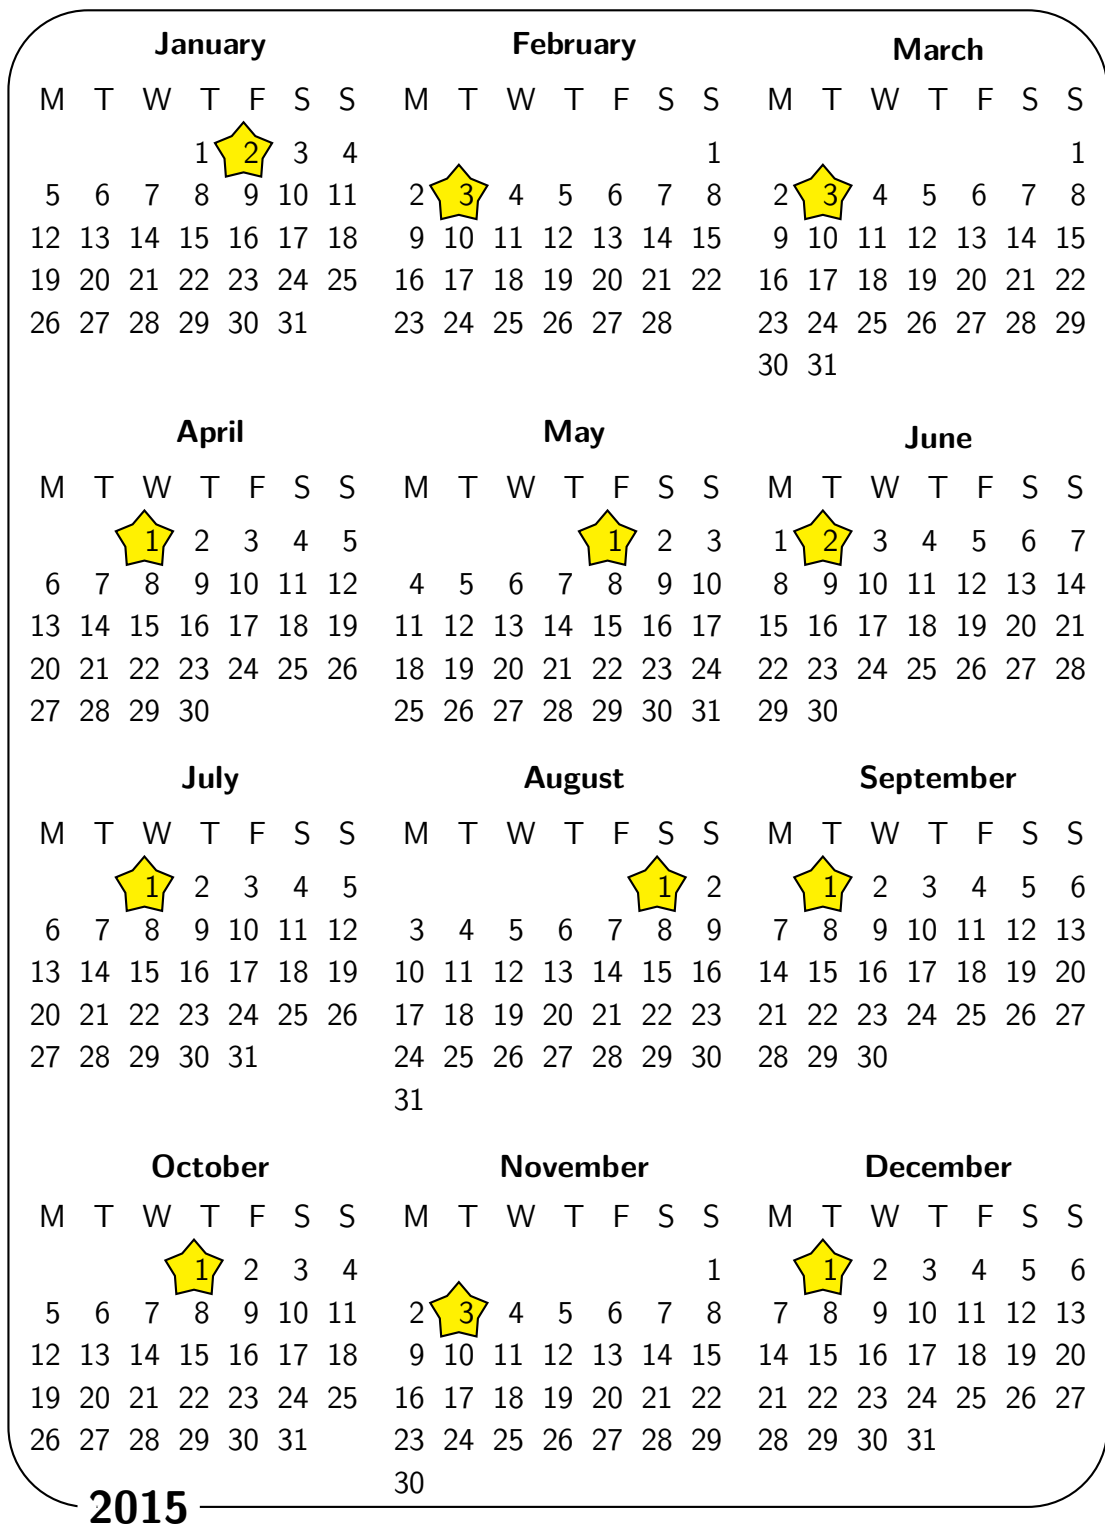 January February March
M T W T F S S M T W T F S S M T W T F S S
1 2 3 4 1 1
5 6 7 8 9 10 11 2 3 4 5 6 7 8 2 3 4 5 6 7 8
12 13 14 15 16 17 18 9 10 11 12 13 14 15 9 10 11 12 13 14 15
19 20 21 22 23 24 25 16 17 18 19 20 21 22 16 17 18 19 20 21 22
26 27 28 29 30 31 23 24 25 26 27 28 23 24 25 26 27 28 29
30 31
April May June
M T W T F S S M T W T F S S M T W T F S S
1 2 3 4 5 1 2 3 1 2 3 4 5 6 7
6 7 8 9 10 11 12 4 5 6 7 8 9 10 8 9 10 11 12 13 14
13 14 15 16 17 18 19 11 12 13 14 15 16 17 15 16 17 18 19 20 21
20 21 22 23 24 25 26 18 19 20 21 22 23 24 22 23 24 25 26 27 28
27 28 29 30 25 26 27 28 29 30 31 29 30
July August September
M T W T F S S M T W T F S S M T W T F S S
1 2 3 4 5 1 2 1 2 3 4 5 6
6 7 8 9 10 11 12 3 4 5 6 7 8 9 7 8 9 10 11 12 13
13 14 15 16 17 18 19 10 11 12 13 14 15 16 14 15 16 17 18 19 20
20 21 22 23 24 25 26 17 18 19 20 21 22 23 21 22 23 24 25 26 27
27 28 29 30 31 24 25 26 27 28 29 30 28 29 30
31
October November December
M T W T F S S M T W T F S S M T W T F S S
1 2 3 4 1 1 2 3 4 5 6
5 6 7 8 9 10 11 2 3 4 5 6 7 8 7 8 9 10 11 12 13
12 13 14 15 16 17 18 9 10 11 12 13 14 15 14 15 16 17 18 19 20
19 20 21 22 23 24 25 16 17 18 19 20 21 22 21 22 23 24 25 26 27
26 27 28 29 30 31 23 24 25 26 27 28 29 28 29 30 31
30
2015